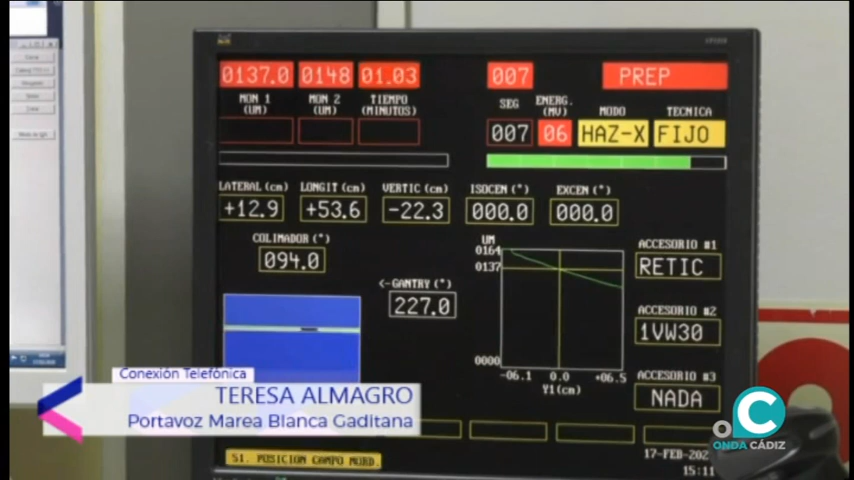 0137.0 0148 01.03 007 PREP
MON 1 (UM) MON 2 (UM) TIEMPO (MINUTOS) SEG ENERG. (MV) MODO TECNICA
007 06 HAZ-X FIJO
LATERAL(cm) LONGIT(cm) VERTIC(cm) ISOCEN(°) EXCEN(°)
+12.9 +53.6 -22.3 000.0 000.0
COLIMADOR(°)
094.0
<-GANTRY(°)
227.0
UM
0164
0137
0000
-06.1 0.0 +06.5
Y1(cm)
ACCESORIO #1
RETIC
ACCESORIO #2
1VW30
ACCESORIO #3
NADA
Conexión Telefónica
TERESA ALMAGRO
Portavoz Marea Blanca Gaditana
ONDA CÁDIZ
17-FEB-202
15:11